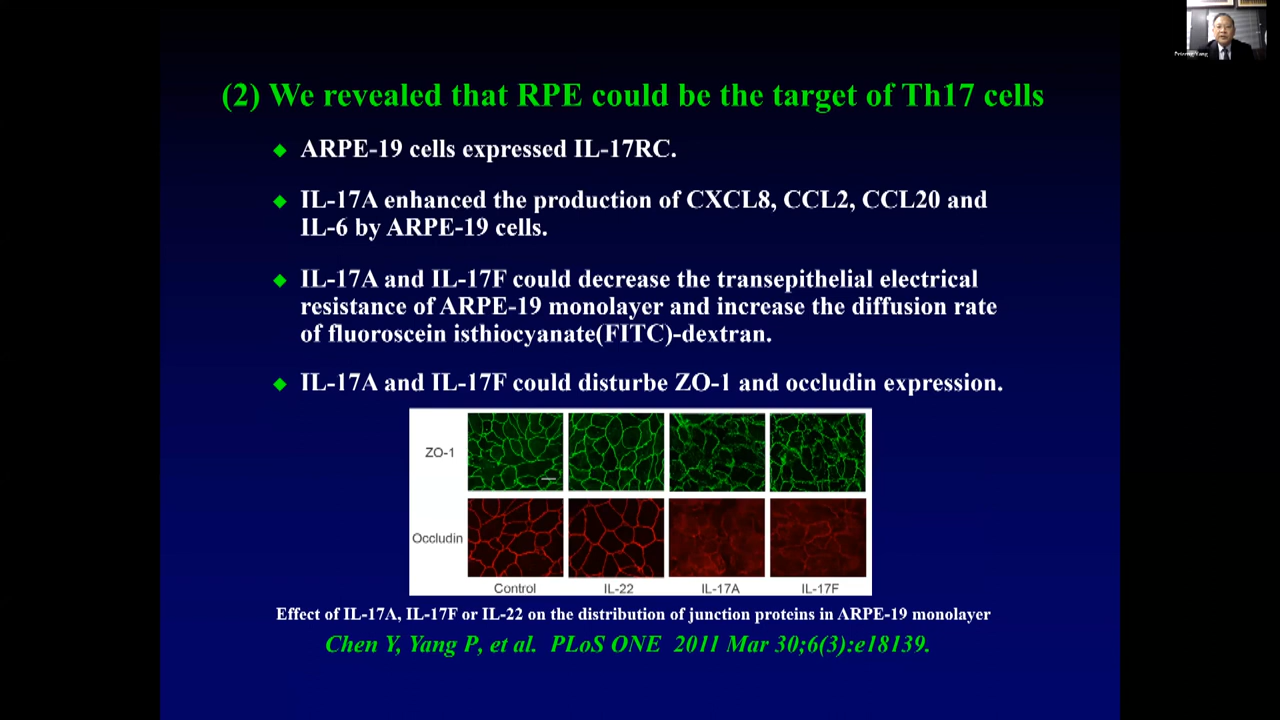 (2) We revealed that RPE could be the target of Th17 cells
ARPE-19 cells expressed IL-17RC.
IL-17A enhanced the production of CXCL8, CCL2, CCL20 and
IL-6 by ARPE-19 cells.
IL-17A and IL-17F could decrease the transepithelial electrical
resistance of ARPE-19 monolayer and increase the diffusion rate
of fluoroscein isthiocyanate(FITC)-dextran.
IL-17A and IL-17F could disturbe ZO-1 and occludin expression.
ZO-1
Occludin
Control IL-22 IL-17A IL-17F
Effect of IL-17A, IL-17F or IL-22 on the distribution of junction proteins in ARPE-19 monolayer
Chen Y, Yang P, et al. PLoS ONE 2011 Mar 30;6(3):e18139.